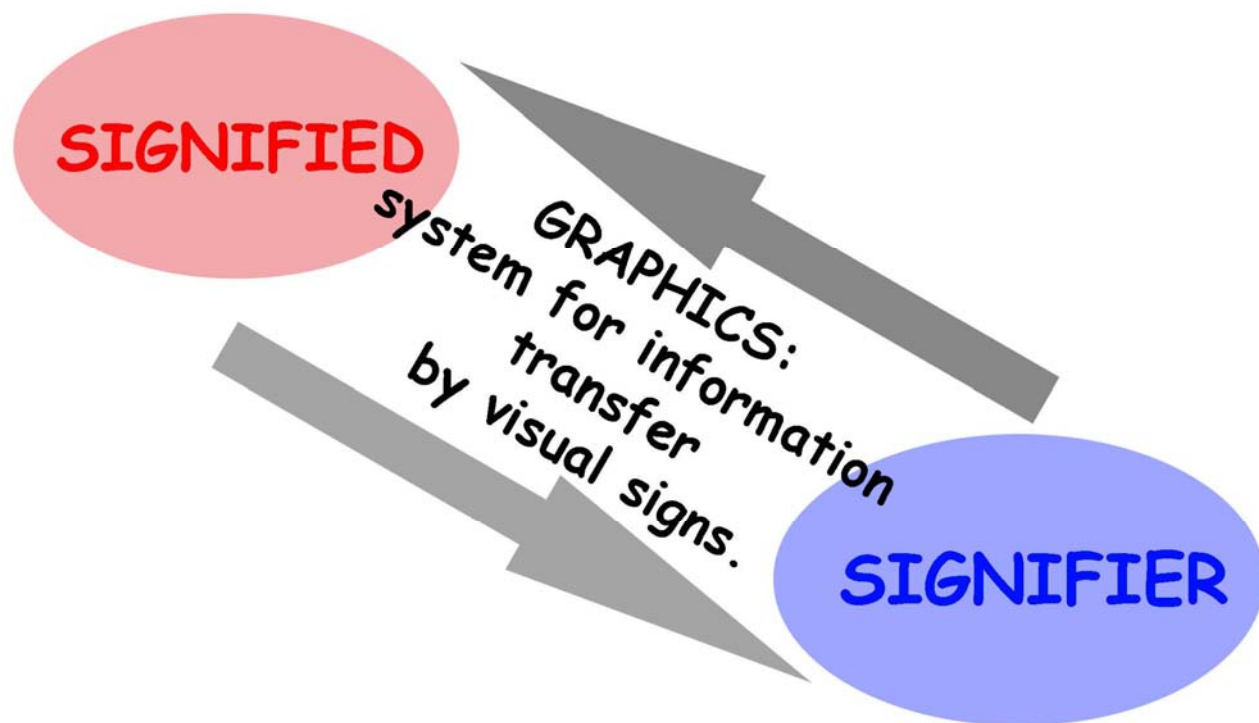 SIGNIFIED
GRAPHICS:
system for information
transfer
by visual signs.
SIGNIFIER